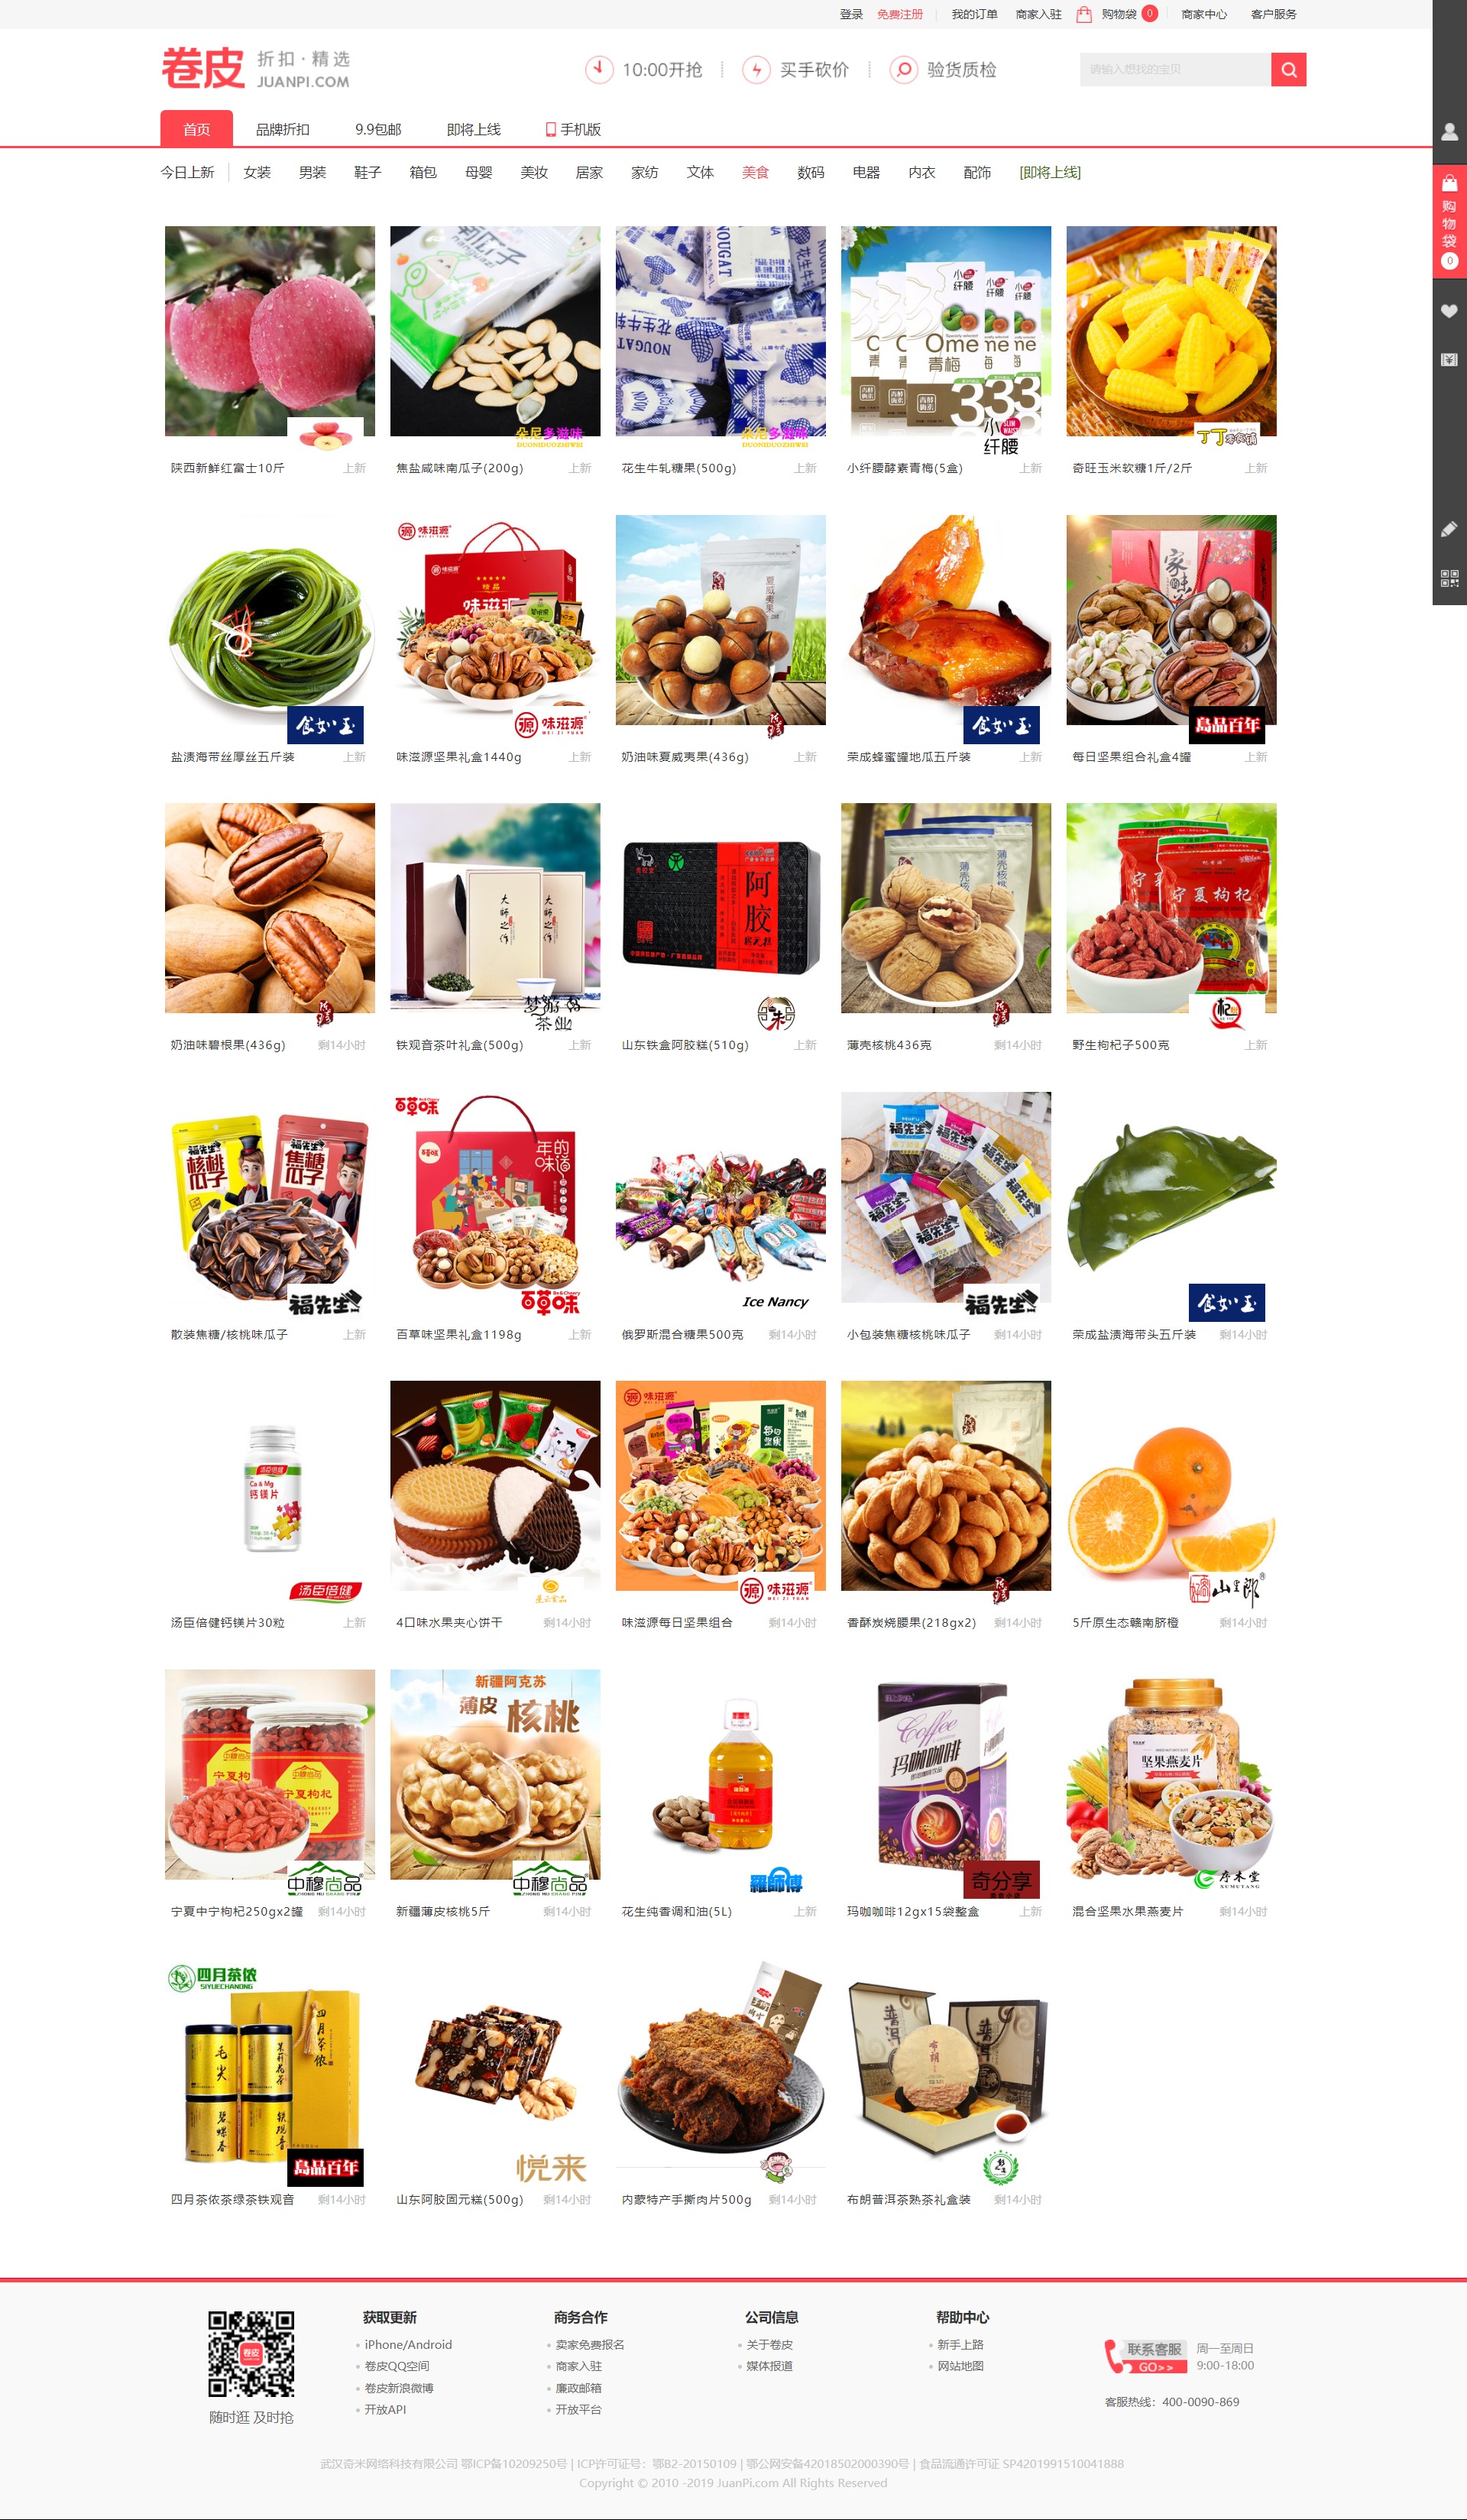 登录 免费注册 我的订单 商家入驻 购物袋 0 商家中心 客户服务
卷皮 折扣·精选
JUANPI.COM
10:00开抢 买手砍价 验货质检
请输入想找的宝贝
首页 品牌折扣 9.9包邮 即将上线 手机版
今日上新 女装 男装 鞋子 箱包 母婴 美妆 居家 家纺 文体 美食 数码 电器 内衣 配饰 [即将上线]
购物袋
0
陕西新鲜红富士10斤 上新
焦盐咸味南瓜子(200g) 上新
花生牛轧糖果(500g) 上新
小纤腰酵素青梅(5盒) 上新
奇旺玉米软糖1斤/2斤 上新
盐渍海带丝厚丝五斤装 上新
味滋源坚果礼盒1440g 上新
奶油味夏威夷果(436g) 上新
荣成蜂蜜罐地瓜五斤装 上新
每日坚果组合礼盒4罐 上新
奶油味碧根果(436g) 剩14小时
铁观音茶叶礼盒(500g) 上新
山东铁盒阿胶糕(510g) 上新
薄壳核桃436克 剩14小时
野生枸杞子500克 上新
散装焦糖/核桃味瓜子 上新
百草味坚果礼盒1198g 上新
俄罗斯混合糖果500克 剩14小时
小包装焦糖核桃味瓜子 剩14小时
荣成盐渍海带头五斤装 剩14小时
汤臣倍健钙镁片30粒 上新
4口味水果夹心饼干 剩14小时
味滋源每日坚果组合 剩14小时
香酥炭烧腰果(218gx2) 剩14小时
5斤原生态赣南脐橙 剩14小时
宁夏中宁枸杞250gx2罐 剩14小时
新疆薄皮核桃5斤 剩14小时
花生纯香调和油(5L) 上新
玛咖咖啡12gx15袋整盒 上新
混合坚果水果燕麦片 剩14小时
四月茶侬茶绿茶铁观音 剩14小时
山东阿胶固元糕(500g) 剩14小时
内蒙特产手撕肉片500g 剩14小时
布朗普洱茶熟茶礼盒装 剩14小时
随时逛 及时抢
获取更新
iPhone/Android
卷皮QQ空间
卷皮新浪微博
开放API
商务合作
卖家免费报名
商家入驻
廉政邮箱
开放平台
公司信息
关于卷皮
媒体报道
帮助中心
新手上路
网站地图
联系客服
GO>>
周一至周日
9:00-18:00
客服热线：400-0090-869
武汉奇米网络科技有限公司 鄂ICP备10209250号 | ICP许可证号：鄂B2-20150109 | 鄂公网安备42018502000390号 | 食品流通许可证 SP4201991510041888
Copyright © 2010 -2019 JuanPi.com All Rights Reserved